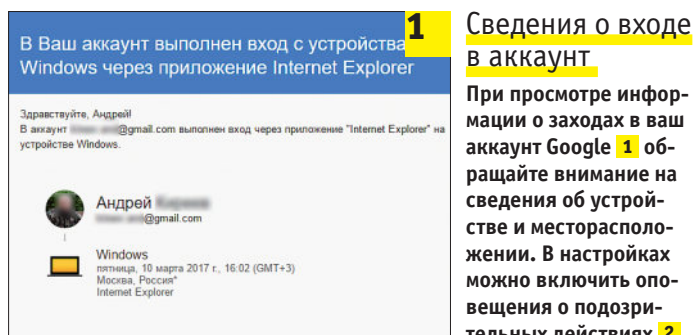 В Ваш аккаунт выполнен вход с устройства
Windows через приложение Internet Explorer
1
Здравствуйте, Андрей!
В аккаунт @gmail.com выполнен вход через приложение "Internet Explorer" на
устройстве Windows.
Андрей
@gmail.com
Windows
пятница, 10 марта 2017 г., 16:02 (GMT+3)
Москва, Россия*
Internet Explorer
Сведения о входе
в аккаунт
При просмотре инфор-
мации о заходах в ваш
аккаунт Google 1 об-
ращайте внимание на
сведения об устрой-
стве и месторасполо-
жении. В настройках
можно включить опо-
вещения о подозри-
тельных действиях 2